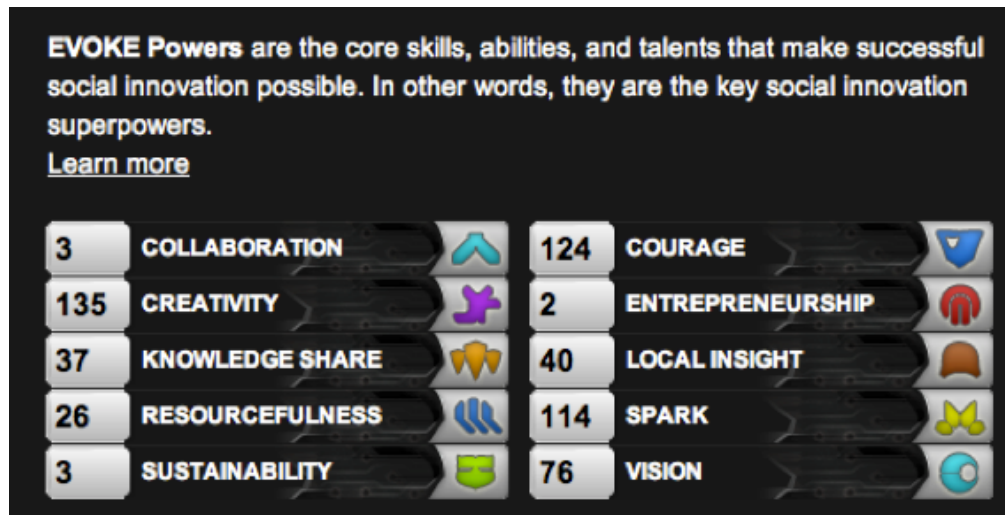 EVOKE Powers are the core skills, abilities, and talents that make successful
social innovation possible. In other words, they are the key social innovation
superpowers.
Learn more
3 COLLABORATION
124 COURAGE
135 CREATIVITY
2 ENTREPRENEURSHIP
37 KNOWLEDGE SHARE
40 LOCAL INSIGHT
26 RESOURCEFULNESS
114 SPARK
3 SUSTAINABILITY
76 VISION